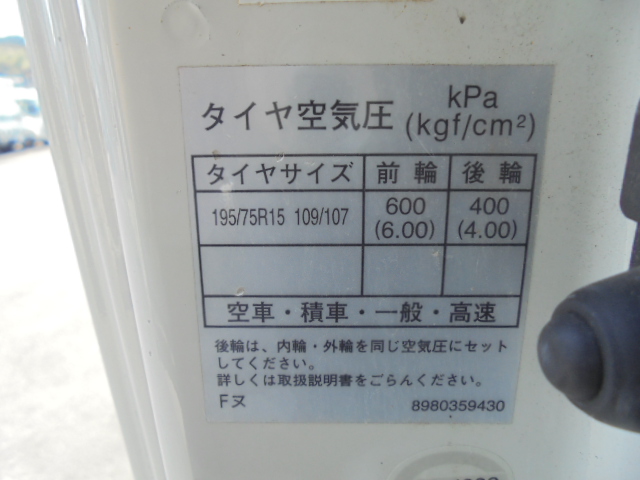 タイヤ空気圧 kPa
(kgf/cm²)
タイヤサイズ 前輪 後輪
195/75R15 109/107 600 400
(6.00) (4.00)
空車・積車・一般・高速
後輪は、内輪・外輪を同じ空気圧にセット
してください。
詳しくは取扱説明書をごらんください。
Fヌ 8980359430